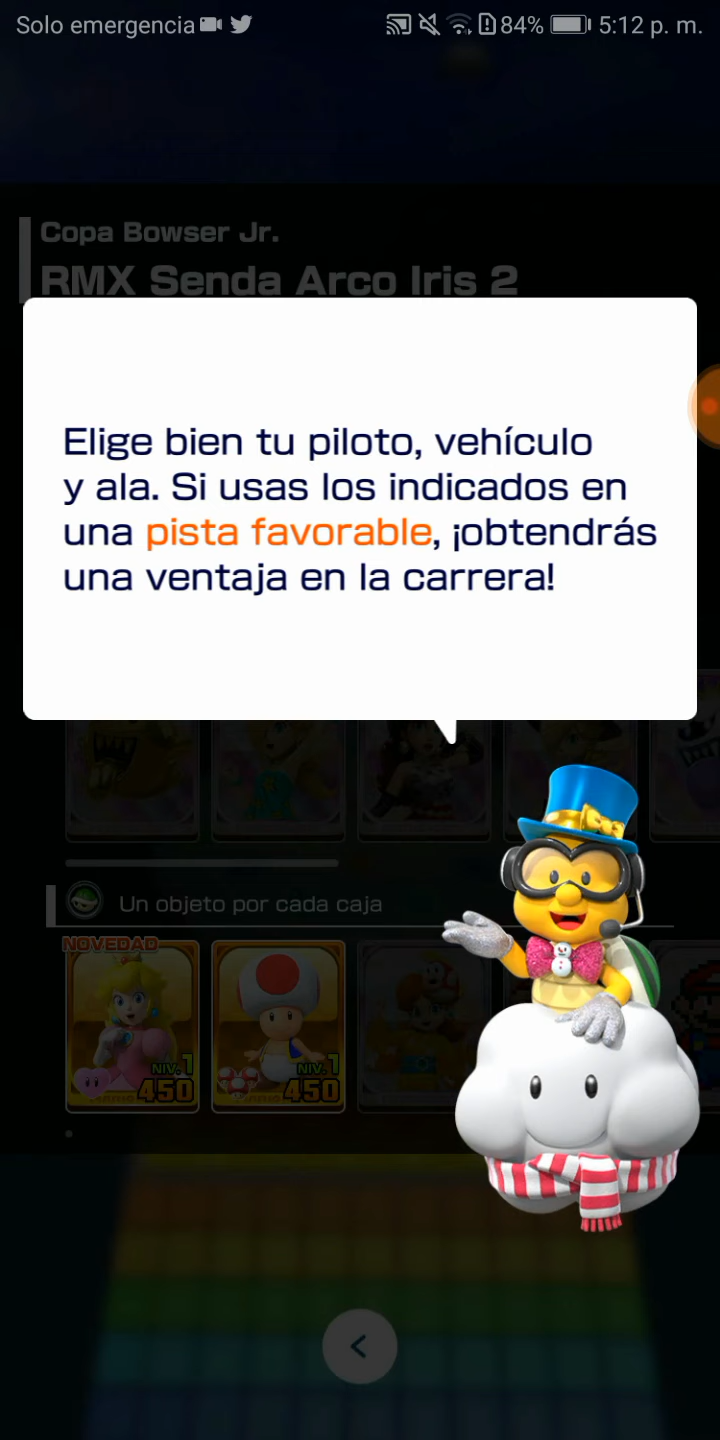 Solo emergencia 84% 5:12 p. m.
Copa Bowser Jr.
RMX Senda Arco Iris 2
Elige bien tu piloto, vehículo
y ala. Si usas los indicados en
una pista favorable, ¡obtendrás
una ventaja en la carrera!
Un objeto por cada caja
NOVEDAD
NIV. 1 NIV. 1
450 450